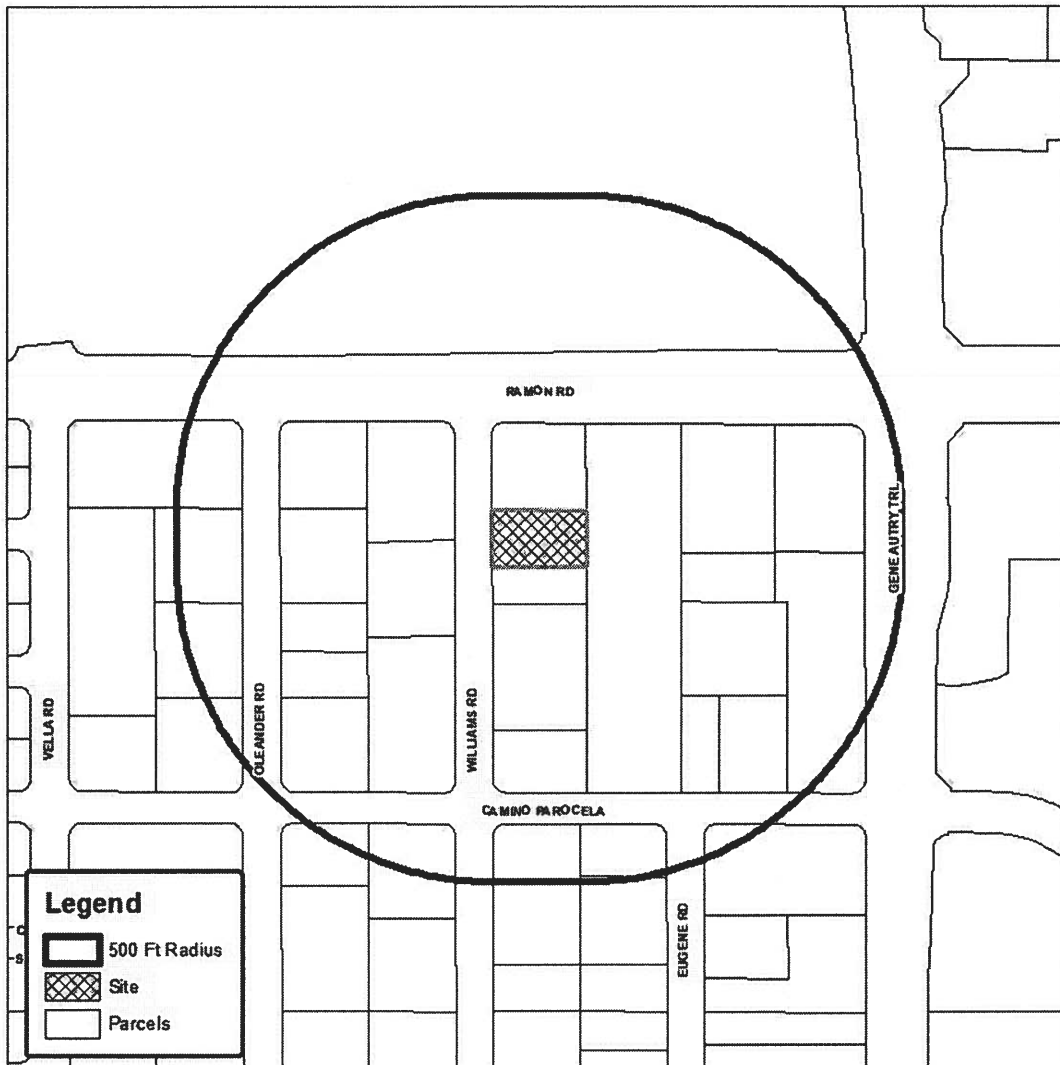 RAMON RD
GENE AUTRY TRL
VELLA RD
OLEANDER RD
WILLIAMS RD
CAMINO PAROCELA
EUGENE RD
Legend
500 Ft Radius
Site
Parcels